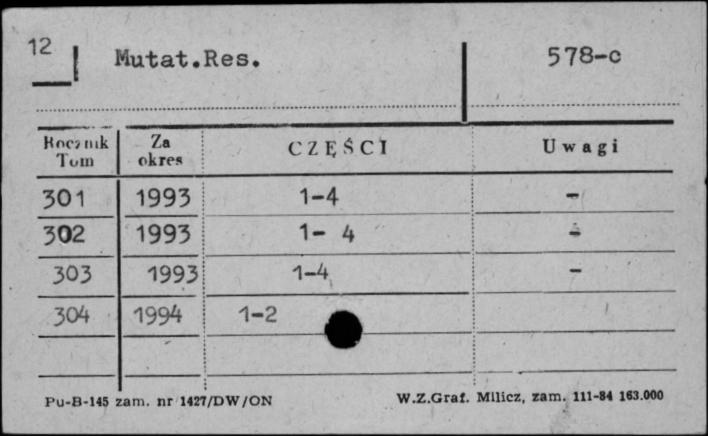 12 Mutat.Res. 578-c
Rocznik Tom Za okres CZĘŚCI Uwagi
301 1993 1-4 -
302 1993 1- 4 -
303 1993 1-4 -
304 1994 1-2
Pu-B-145 zam. nr 1427/DW/ON W.Z.Graf. Milicz, zam. 111-84 163.000